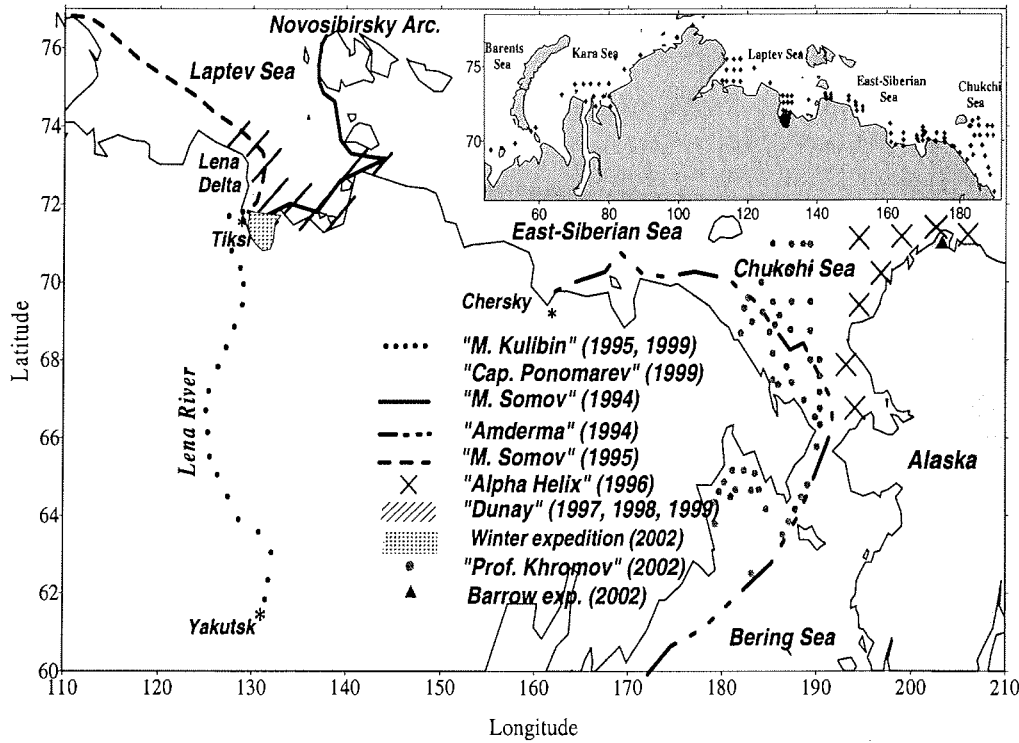 N
76
74
72
70
68
66
64
62
60
Latitude
110
120
130
140
150
160
170
180
190
200
210
Longitude
Novosibirsky Arc.
Laptev Sea
Lena
Delta
Tiksi
Lena River
Yakutsk
Chersky
East-Siberian Sea
Chukchi Sea
Alaska
Bering Sea
Barents
Sea
Kara Sea
Laptev Sea
East-Siberian
Sea
Chukchi
Sea
75
70
60
80
100
120
140
160
180
"M. Kulibin" (1995, 1999)
"Cap. Ponomarev" (1999)
"M. Somov" (1994)
"Amderma" (1994)
"M. Somov" (1995)
"Alpha Helix" (1996)
"Dunay" (1997, 1998, 1999)
Winter expedition (2002)
"Prof. Khromov" (2002)
Barrow exp. (2002)